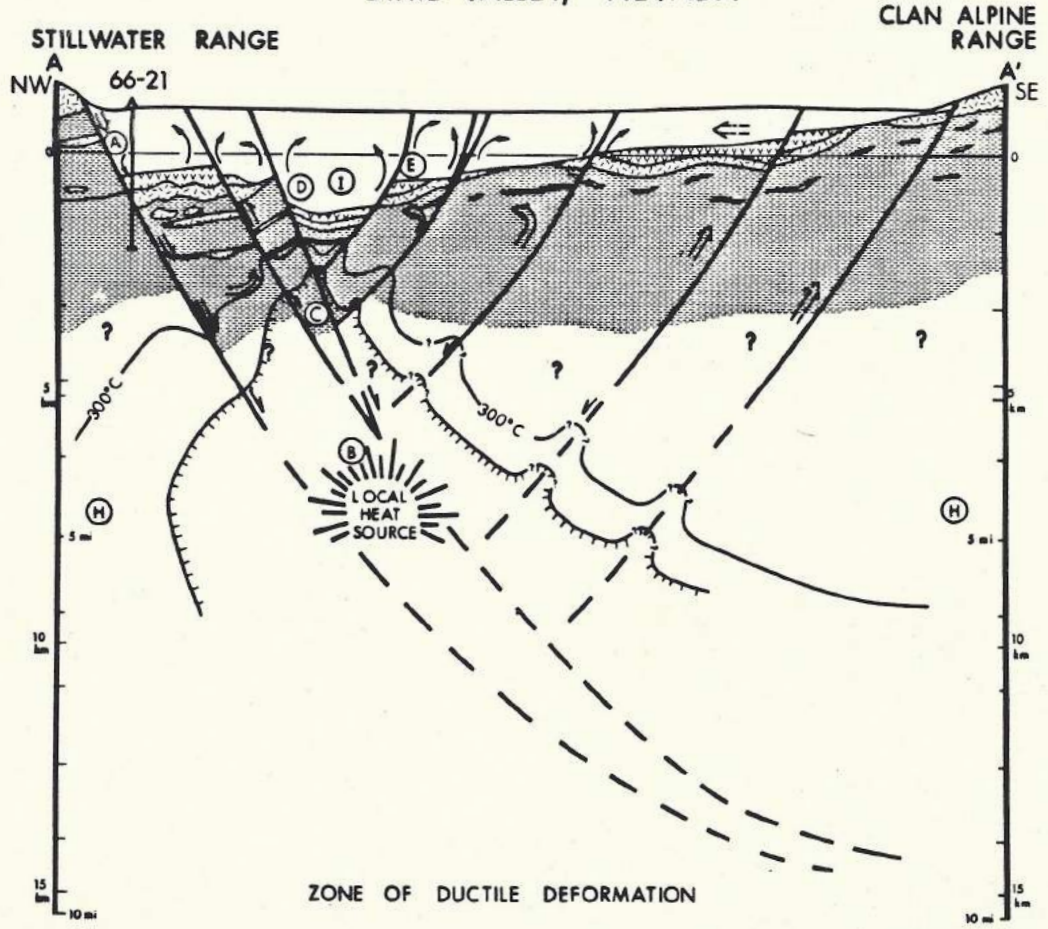 CLAN ALPINE
RANGE
STILLWATER RANGE
A
A'
NW
SE
66-21
A
0
0
E
D
I
C
?
?
?
?
?
?
300°C
300°C
5
km
5
km
B
LOCAL
HEAT
SOURCE
H
H
5 mi
5 mi
10
km
10
km
15
km
15
km
ZONE OF DUCTILE DEFORMATION
10 mi
10 mi